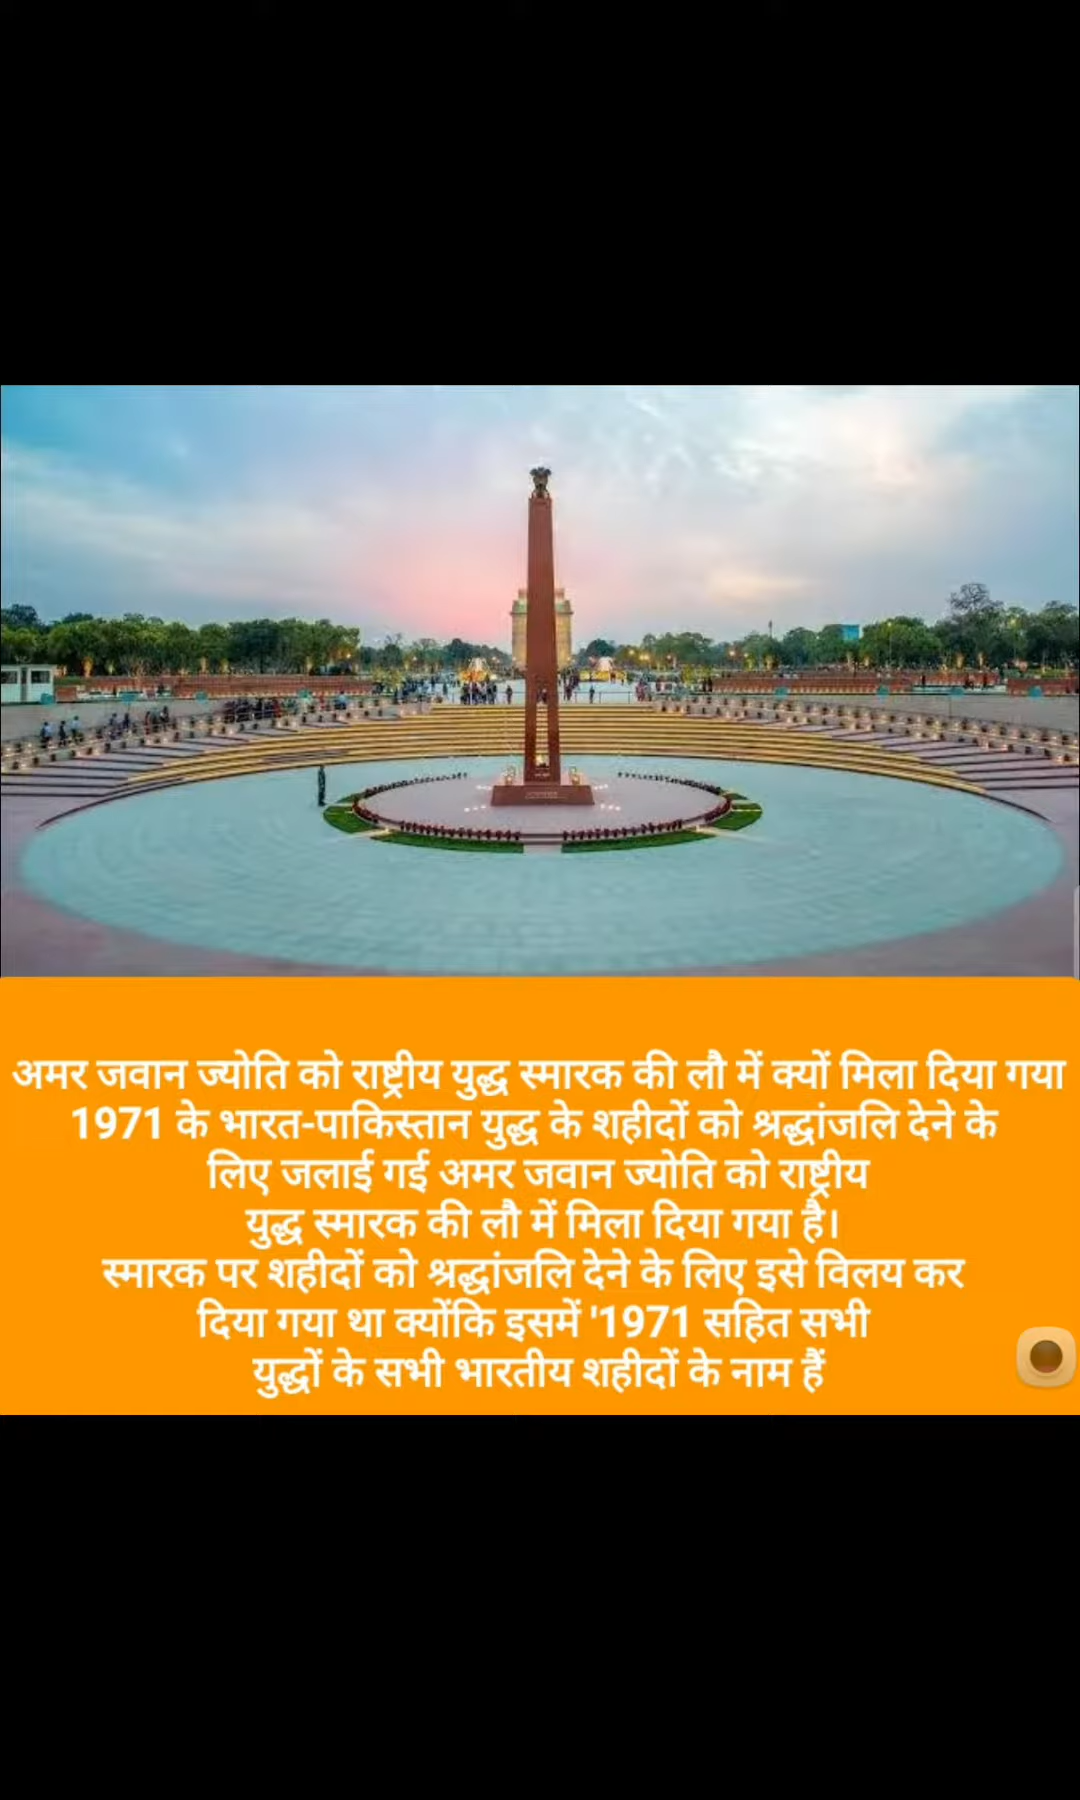 अमर जवान ज्योति को राष्ट्रीय युद्ध स्मारक की लौ में क्यों मिला दिया गया
1971 के भारत-पाकिस्तान युद्ध के शहीदों को श्रद्धांजलि देने के
लिए जलाई गई अमर जवान ज्योति को राष्ट्रीय
युद्ध स्मारक की लौ में मिला दिया गया है।
स्मारक पर शहीदों को श्रद्धांजलि देने के लिए इसे विलय कर
दिया गया था क्योंकि इसमें '1971 सहित सभी
युद्धों के सभी भारतीय शहीदों के नाम हैं